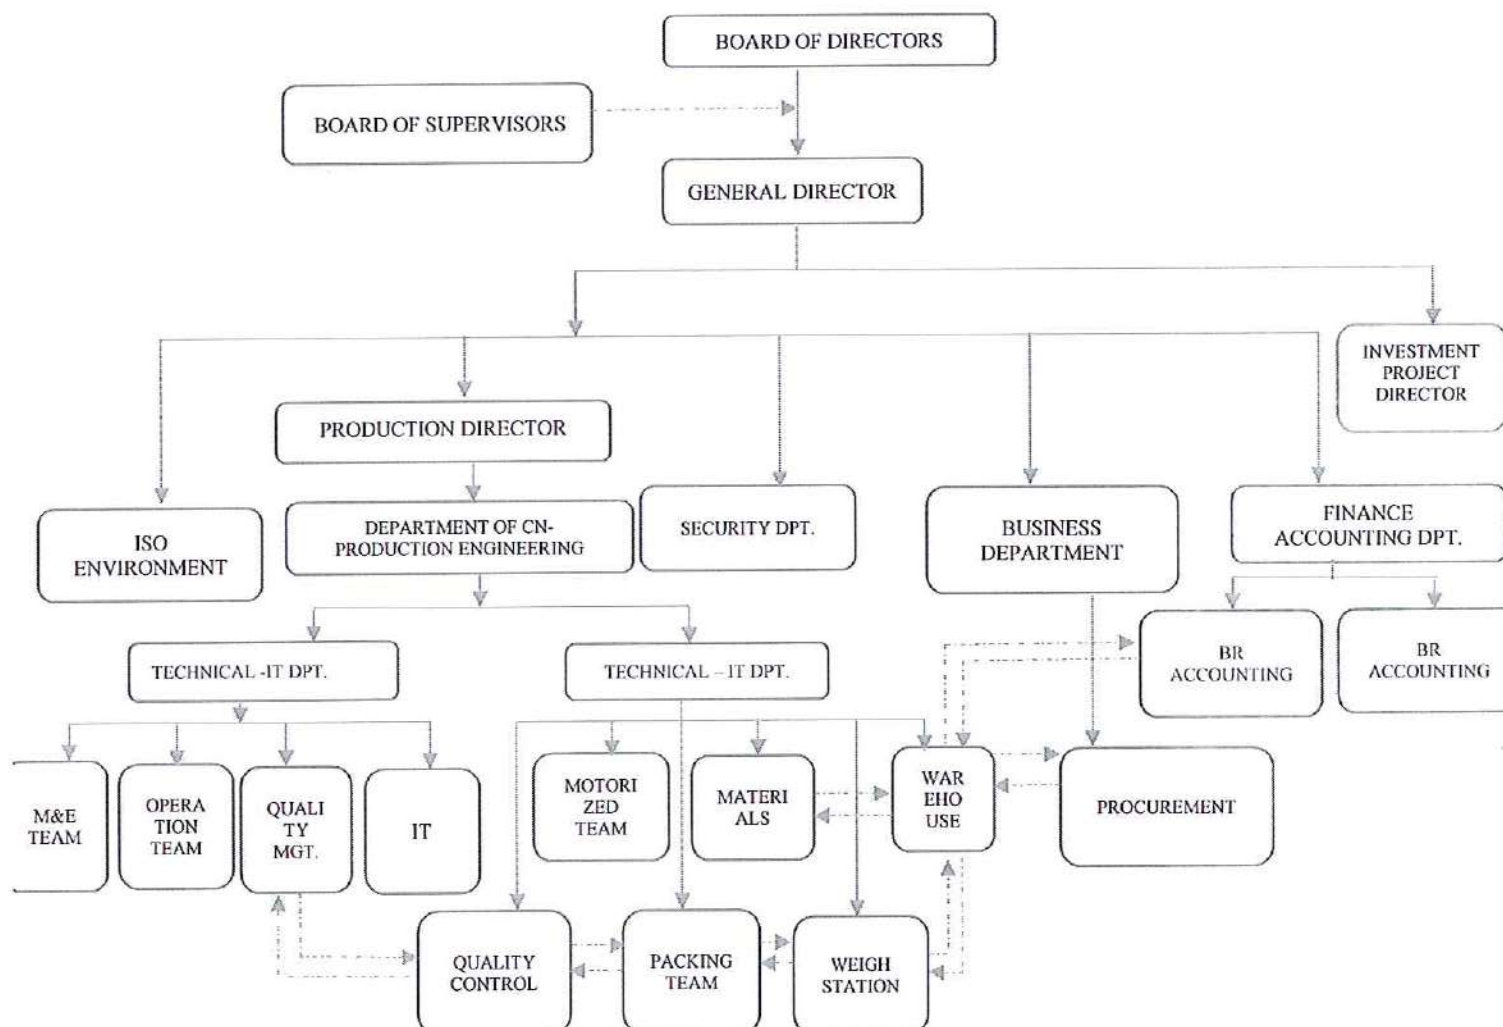 BOARD OF DIRECTORS
BOARD OF SUPERVISORS
GENERAL DIRECTOR
INVESTMENT
PROJECT
DIRECTOR
PRODUCTION DIRECTOR
ISO
ENVIRONMENT
DEPARTMENT OF CN-
PRODUCTION ENGINEERING
SECURITY DPT.
BUSINESS
DEPARTMENT
FINANCE
ACCOUNTING DPT.
TECHNICAL -IT DPT.
TECHNICAL – IT DPT.
BR
ACCOUNTING
BR
ACCOUNTING
M&E
TEAM
OPERA
TION
TEAM
QUALI
TY
MGT.
IT
MOTORI
ZED
TEAM
MATERI
ALS
WAR
EHO
USE
PROCUREMENT
QUALITY
CONTROL
PACKING
TEAM
WEIGH
STATION